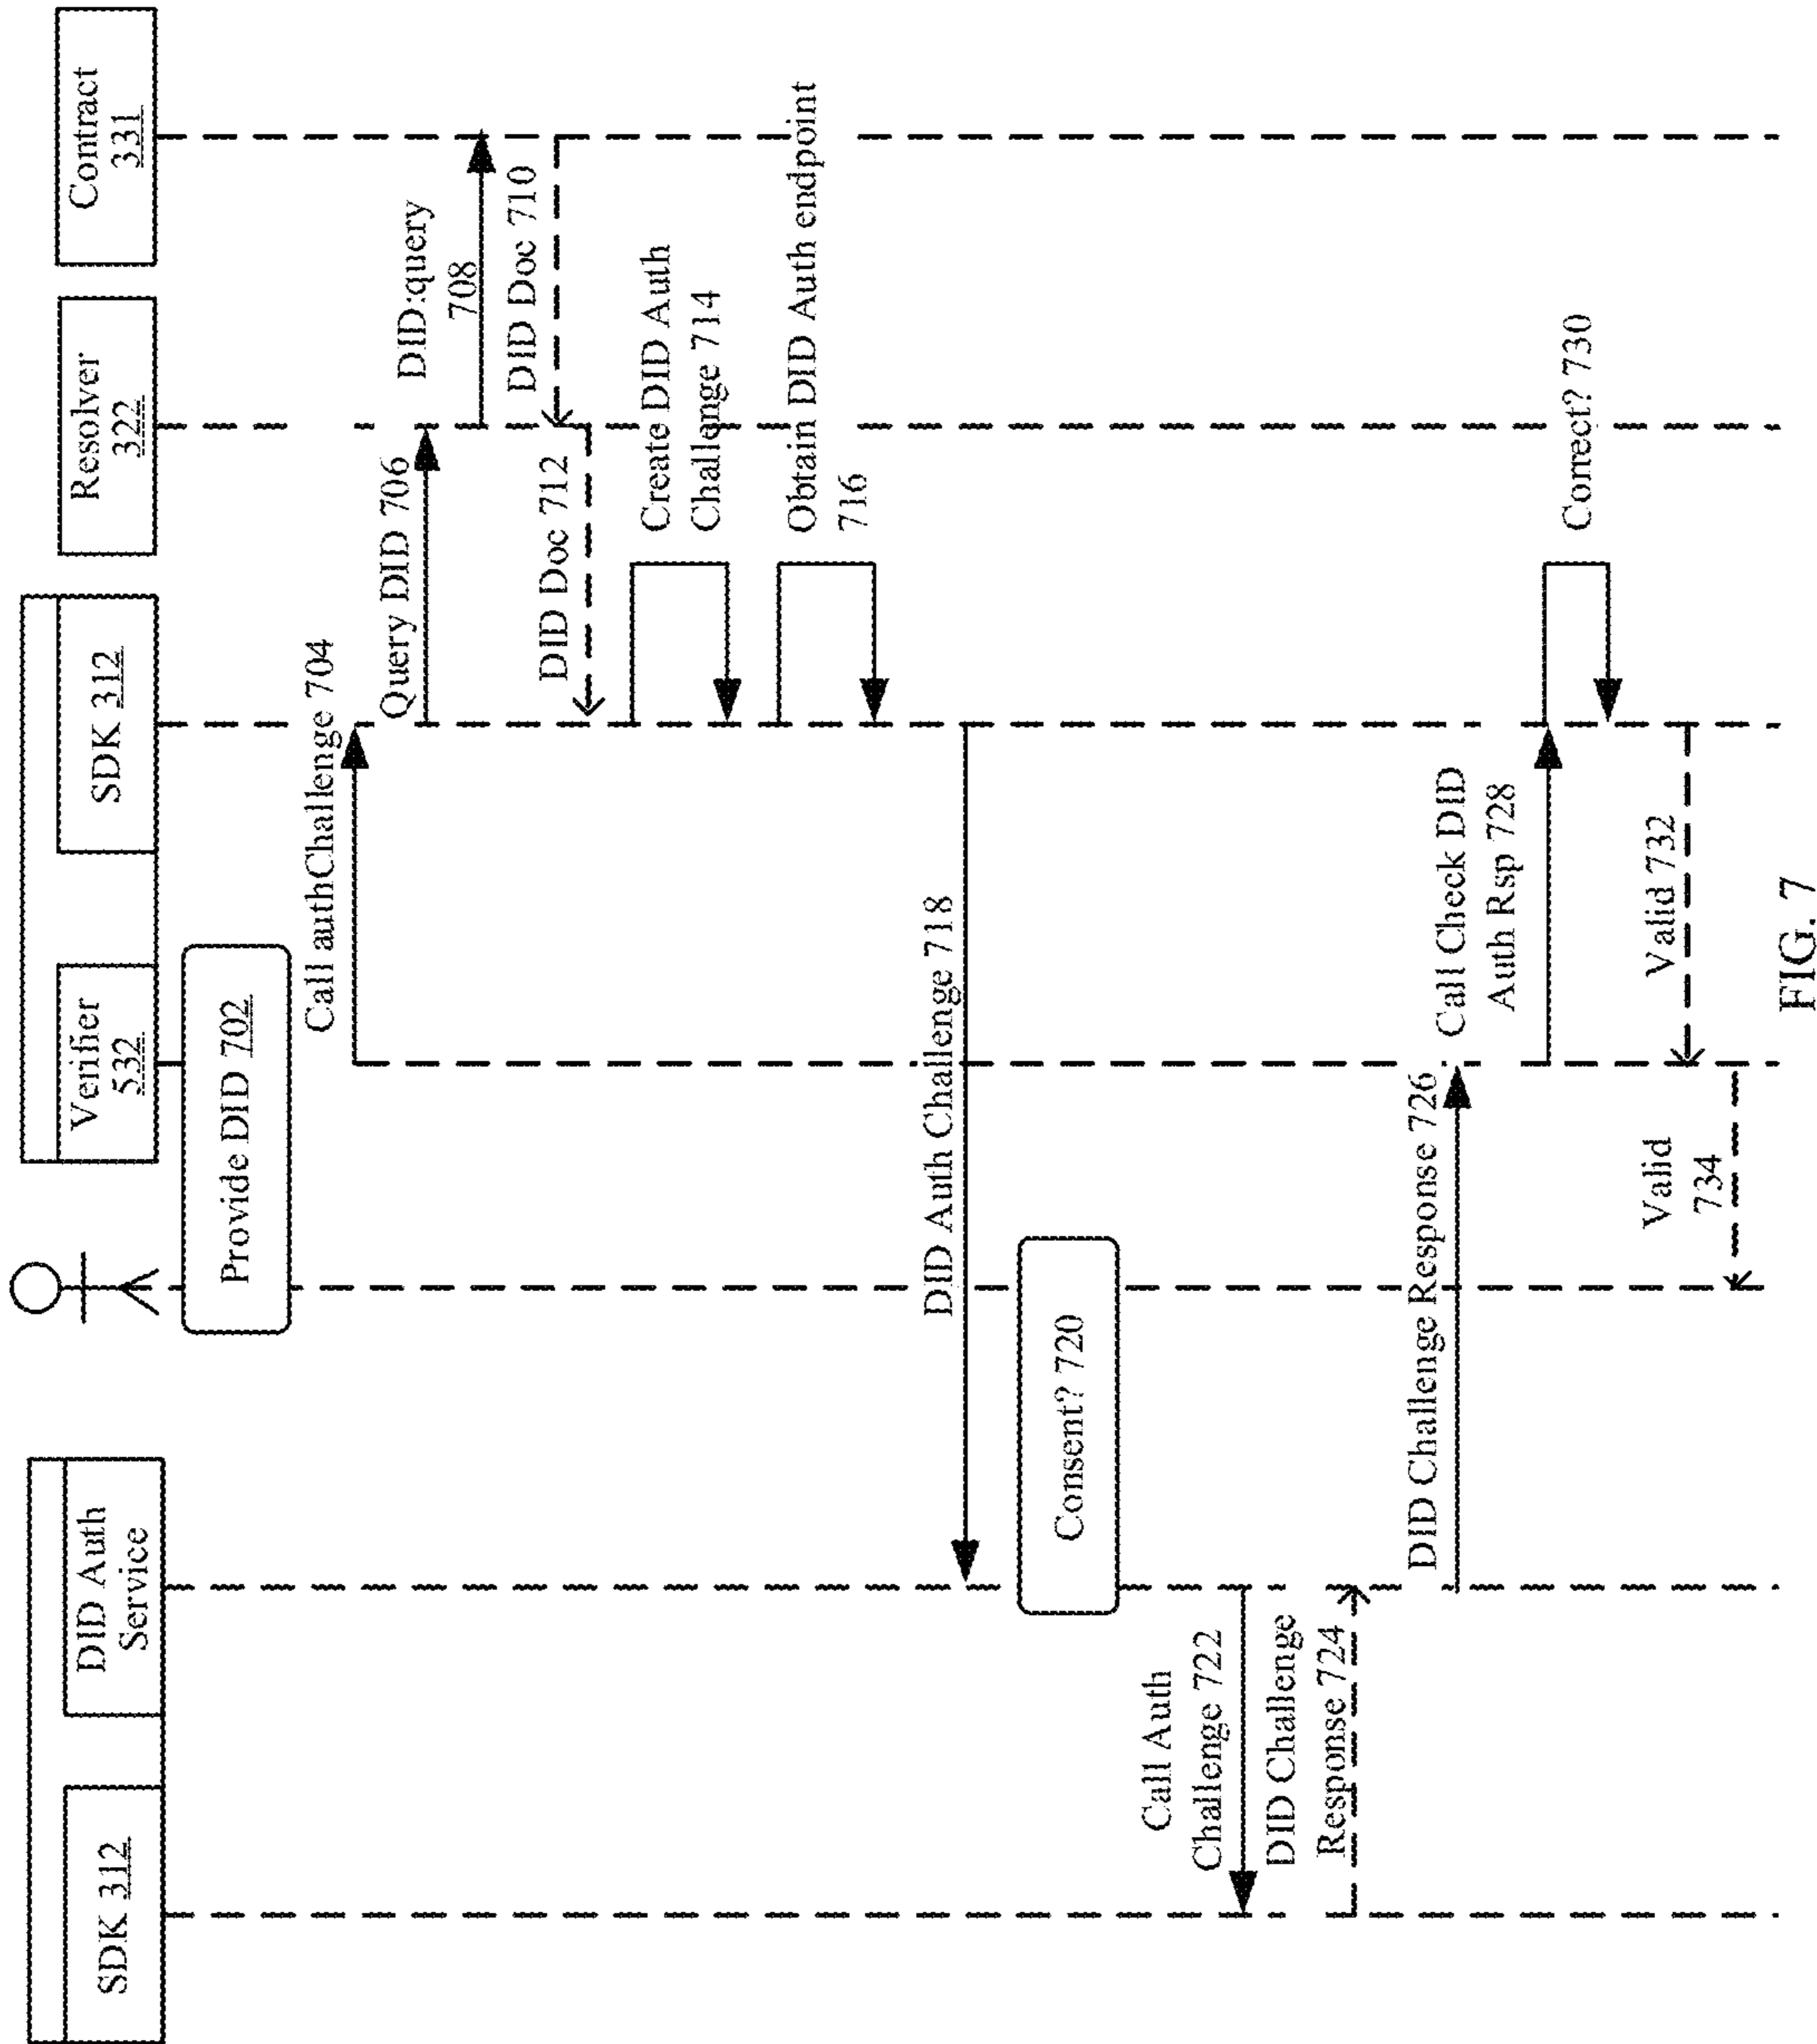 SDK 312
DID Auth
Service
Verifier
532
SDK 312
Resolver
322
Contract
331
Provide DID 702
Call authChallenge 704
Query DID 706
DID:query
708
DID Doc 710
DID Doc 712
Create DID Auth
Challenge 714
Obtain DID Auth endpoint
716
DID Auth Challenge 718
Consent? 720
Call Auth
Challenge 722
DID Challenge
Response 724
DID Challenge Response 726
Call Check DID
Auth Rsp 728
Correct? 730
Valid 732
Valid
734
FIG. 7